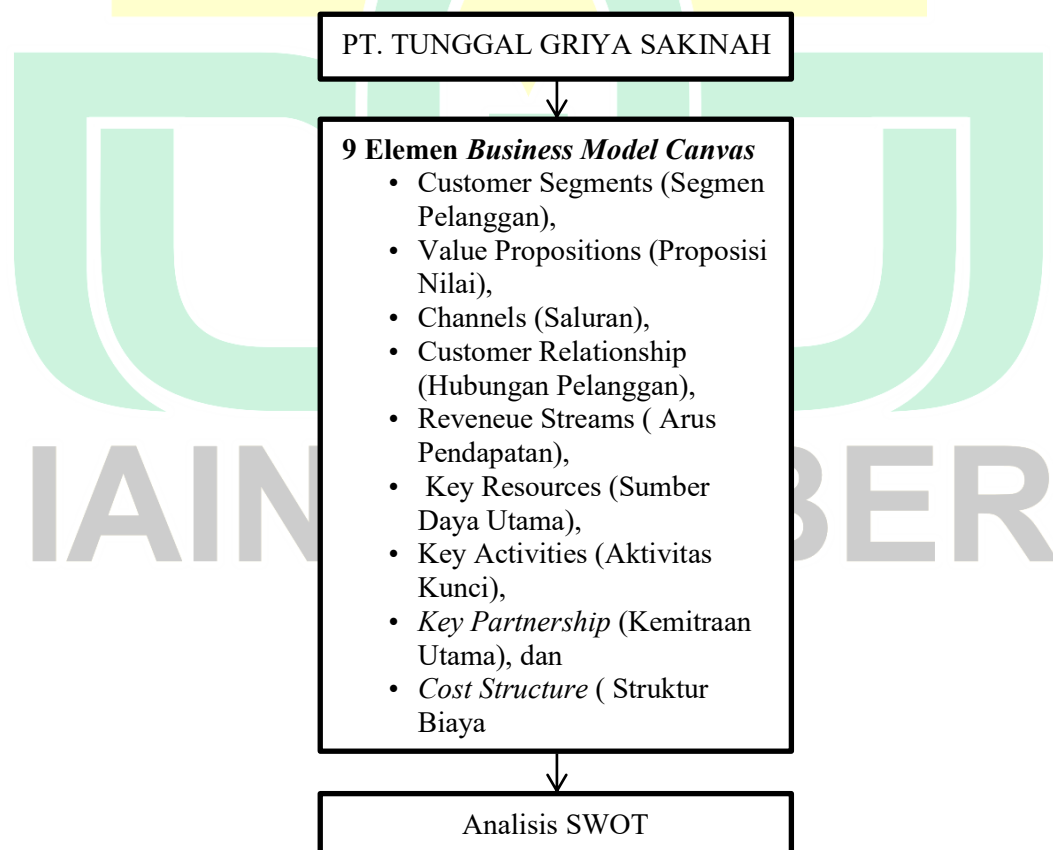 PT. TUNGGAL GRIYA SAKINAH
9 Elemen Business Model Canvas
• Customer Segments (Segmen
Pelanggan),
• Value Propositions (Proposisi
Nilai),
• Channels (Saluran),
• Customer Relationship
(Hubungan Pelanggan),
• Reveneue Streams ( Arus
Pendapatan),
• Key Resources (Sumber
Daya Utama),
• Key Activities (Aktivitas
Kunci),
• Key Partnership (Kemitraan
Utama), dan
• Cost Structure ( Struktur
Biaya
Analisis SWOT
IAIN BER